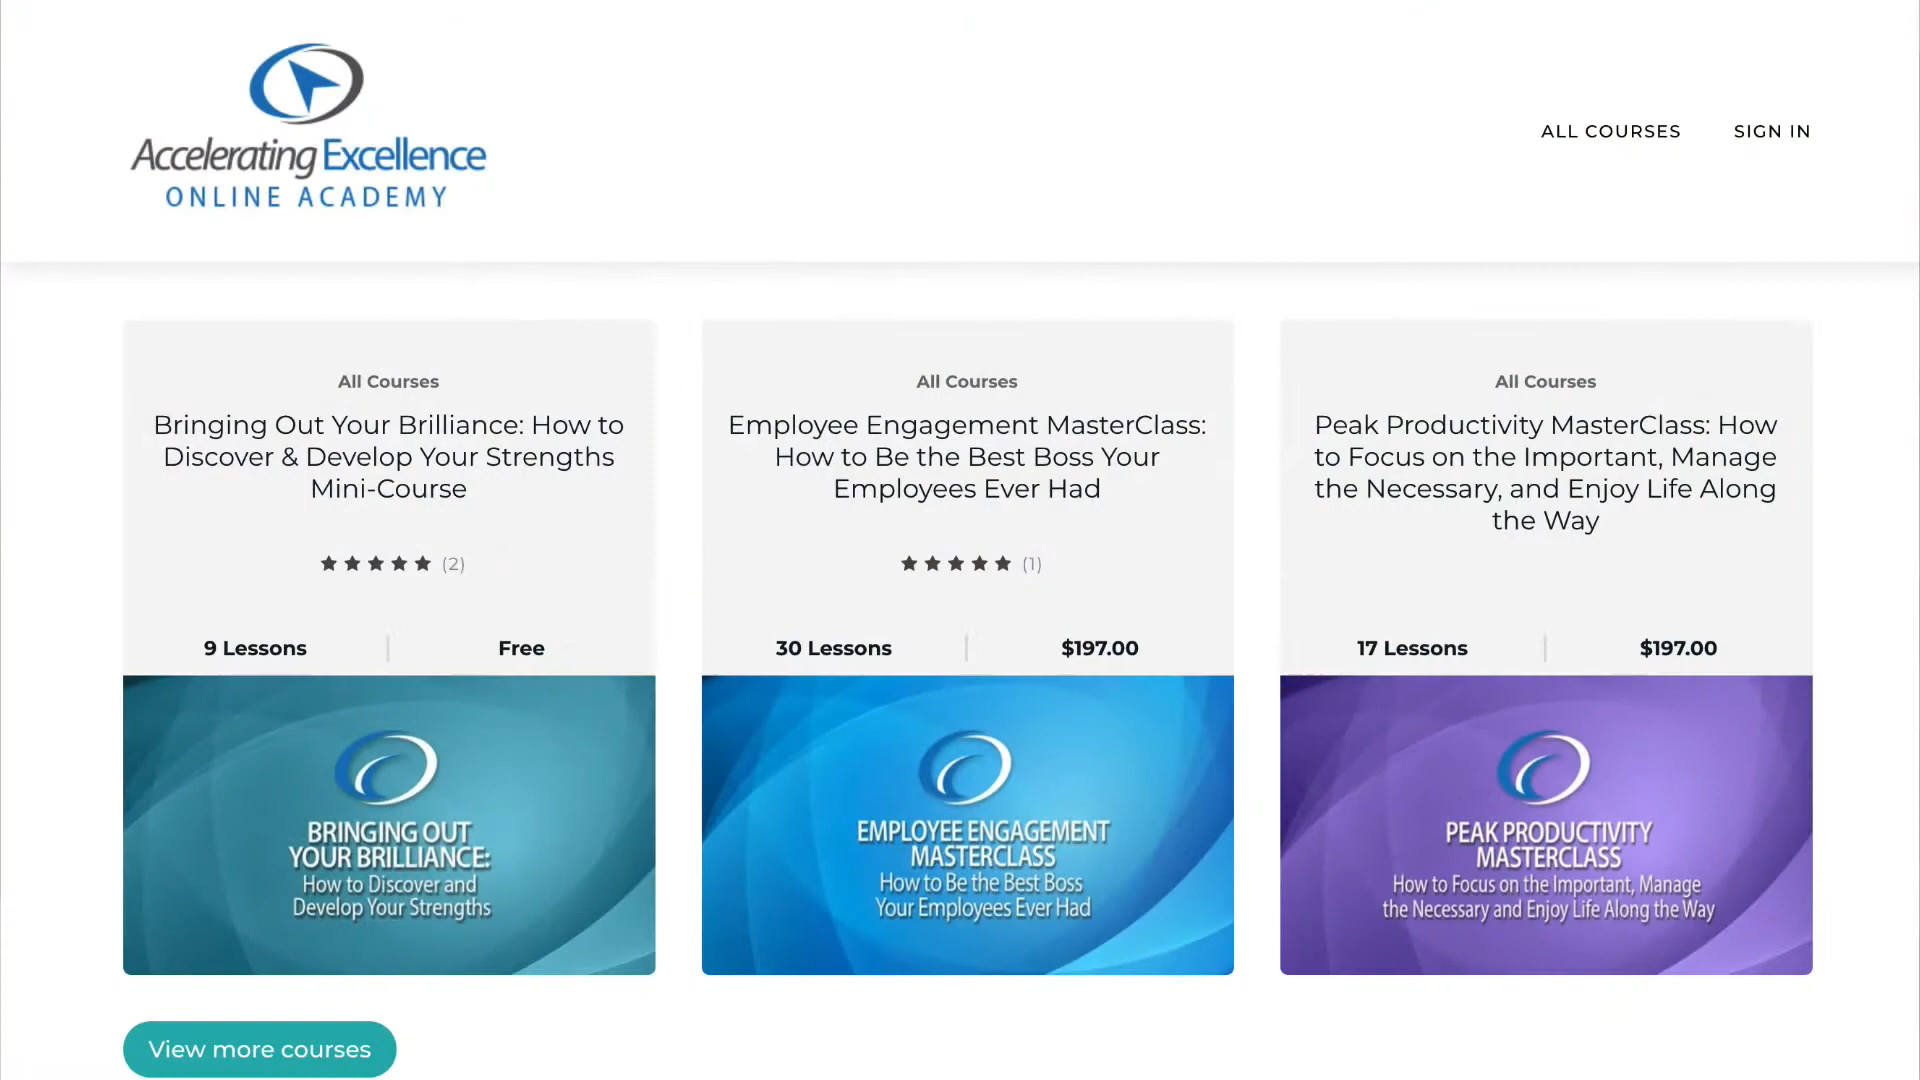 Accelerating Excellence
ONLINE ACADEMY
ALL COURSES
SIGN IN
All Courses
Bringing Out Your Brilliance: How to
Discover & Develop Your Strengths
Mini-Course
(2)
9 Lessons
Free
BRINGING OUT
YOUR BRILLIANCE:
How to Discover and
Develop Your Strengths
All Courses
Employee Engagement MasterClass:
How to Be the Best Boss Your
Employees Ever Had
(1)
30 Lessons
$197.00
EMPLOYEE ENGAGEMENT
MASTERCLASS
How to Be the Best Boss
Your Employees Ever Had
All Courses
Peak Productivity MasterClass: How
to Focus on the Important, Manage
the Necessary, and Enjoy Life Along
the Way
17 Lessons
$197.00
PEAK PRODUCTIVITY
MASTERCLASS
How to Focus on the Important, Manage
the Necessary and Enjoy Life Along the Way
View more courses